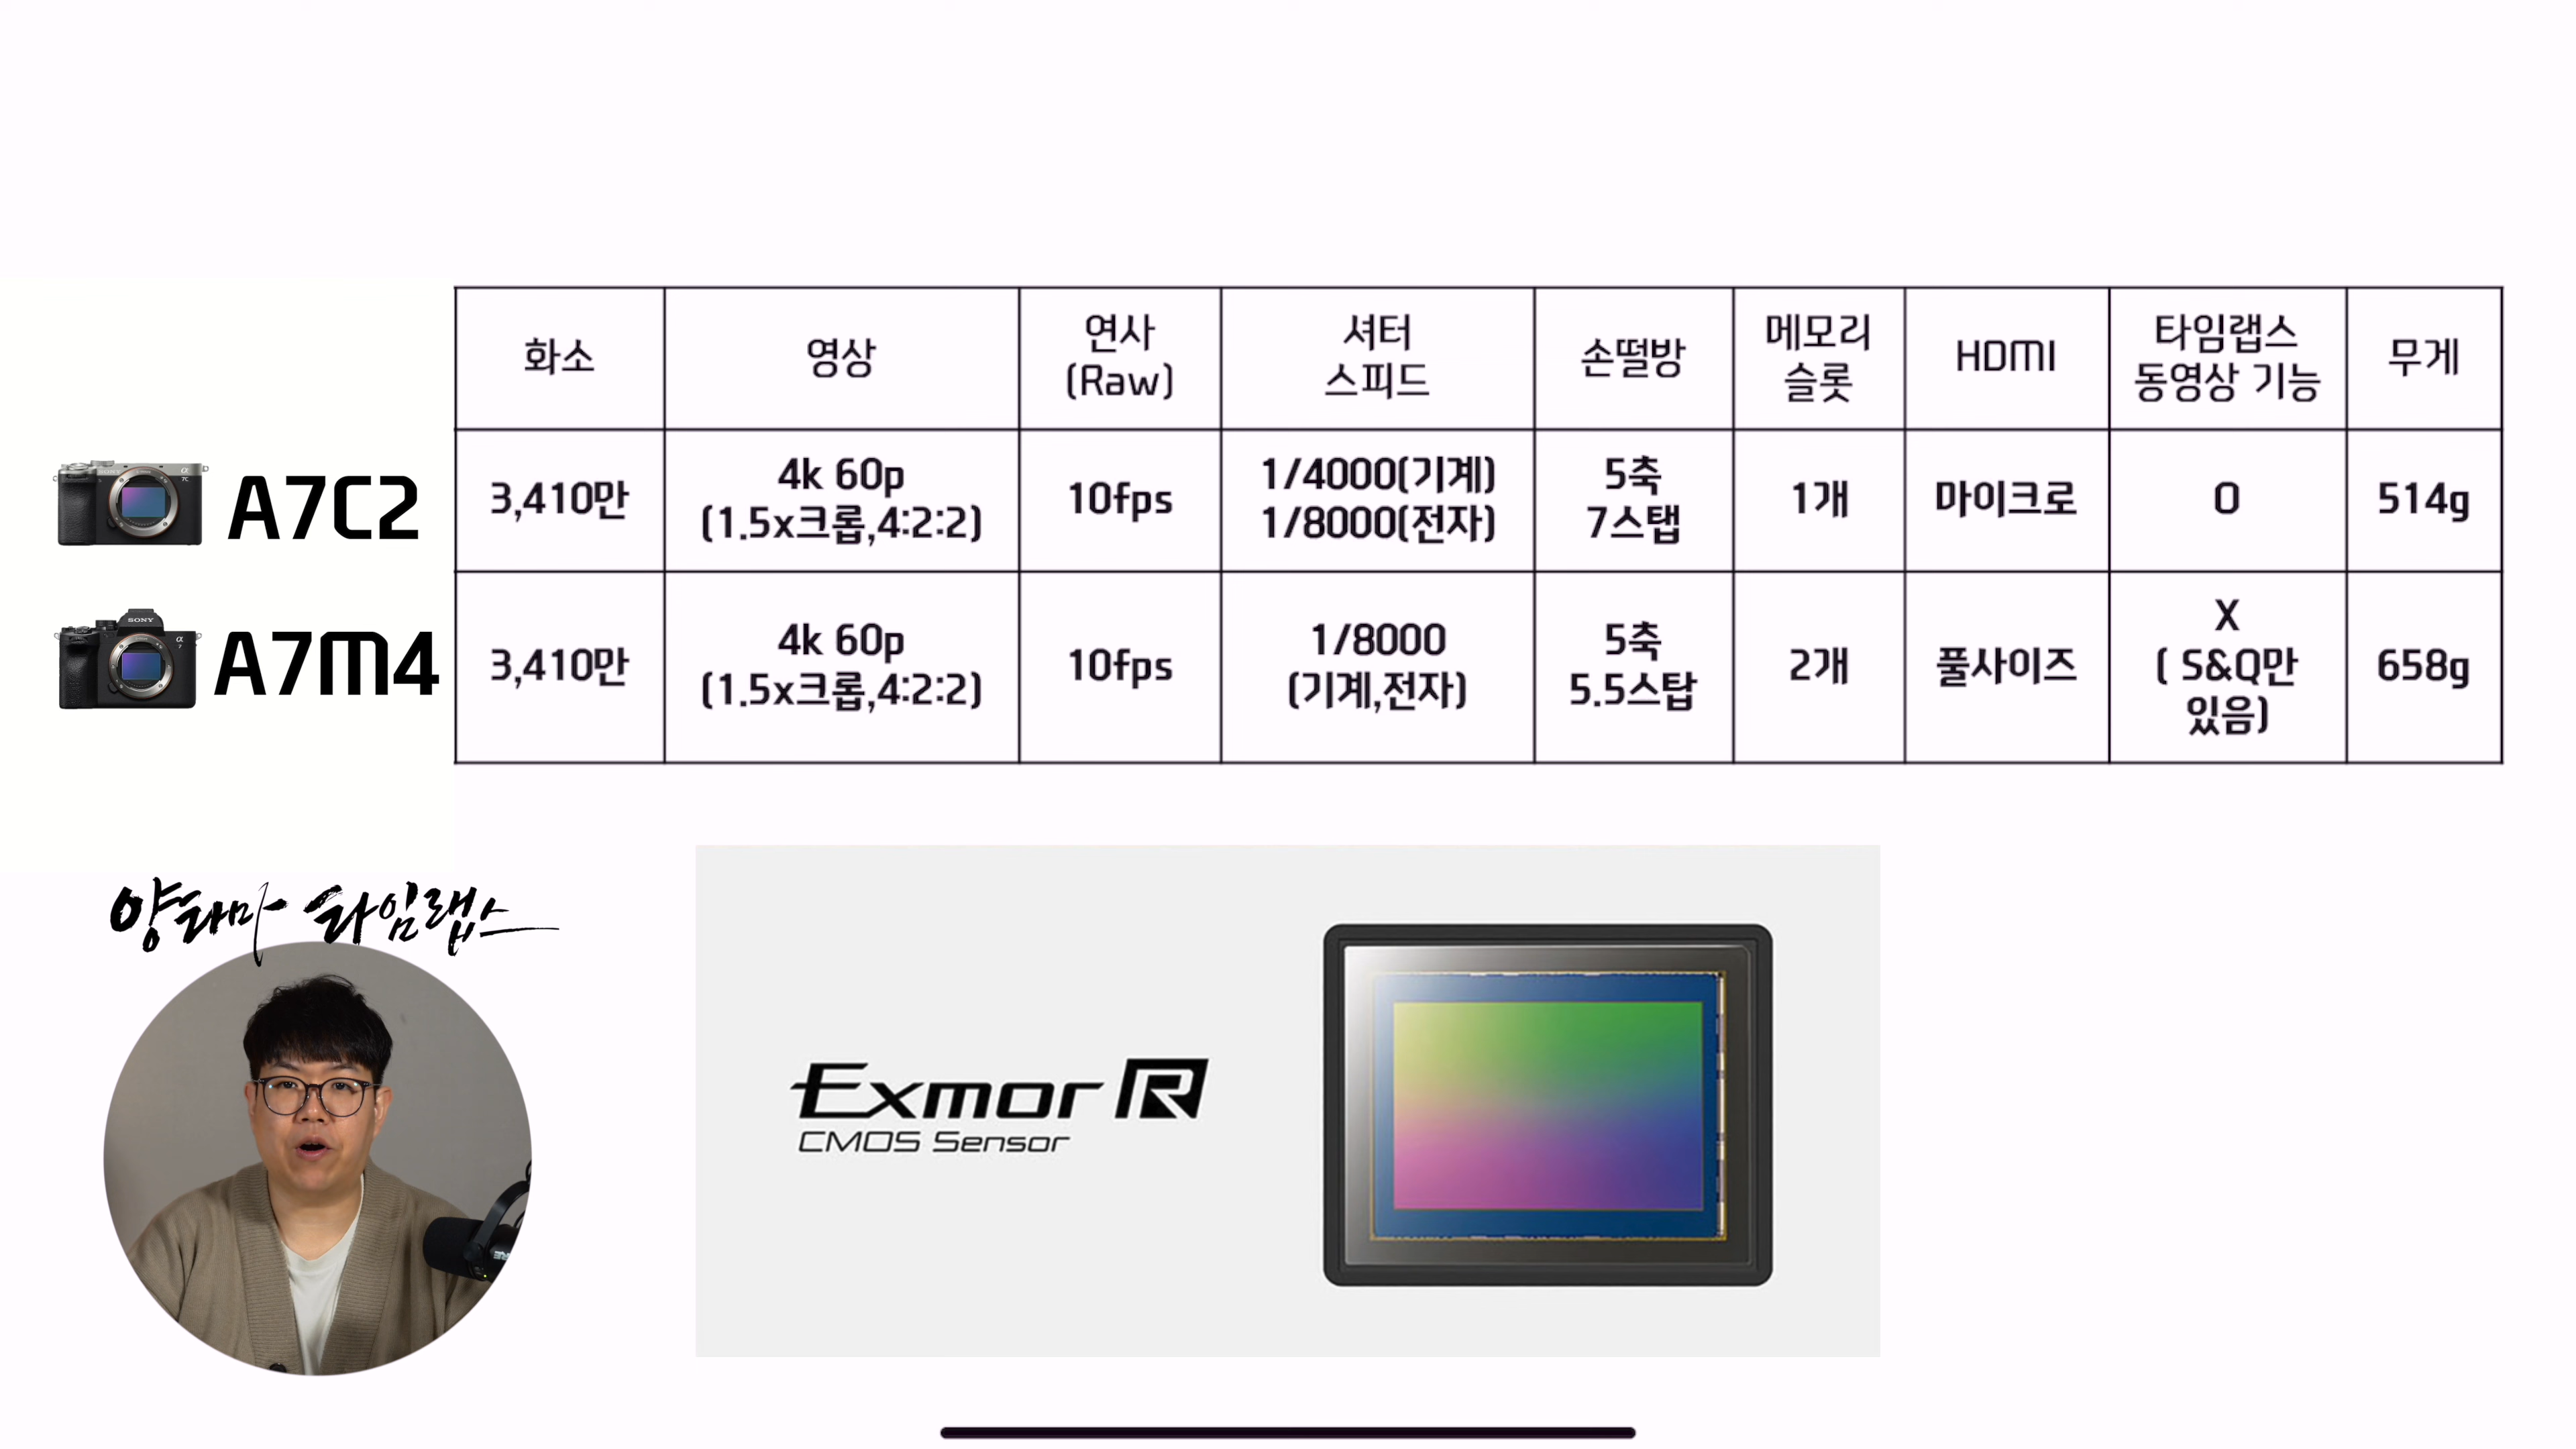 화소
영상
연사
(Raw)
셔터
스피드
손떨방
메모리
슬롯
HDMI
타임랩스
동영상 기능
무게
A7C2
3,410만
4k 60p
(1.5x크롭,4:2:2)
10fps
1/4000(기계)
1/8000(전자)
5축
7스탭
1개
마이크로
O
514g
SONY
A7M4
3,410만
4k 60p
(1.5x크롭,4:2:2)
10fps
1/8000
(기계,전자)
5축
5.5스탑
2개
풀사이즈
X
( S&Q만
있음)
658g
양타마 타임랩스
Exmor R
CMOS Sensor